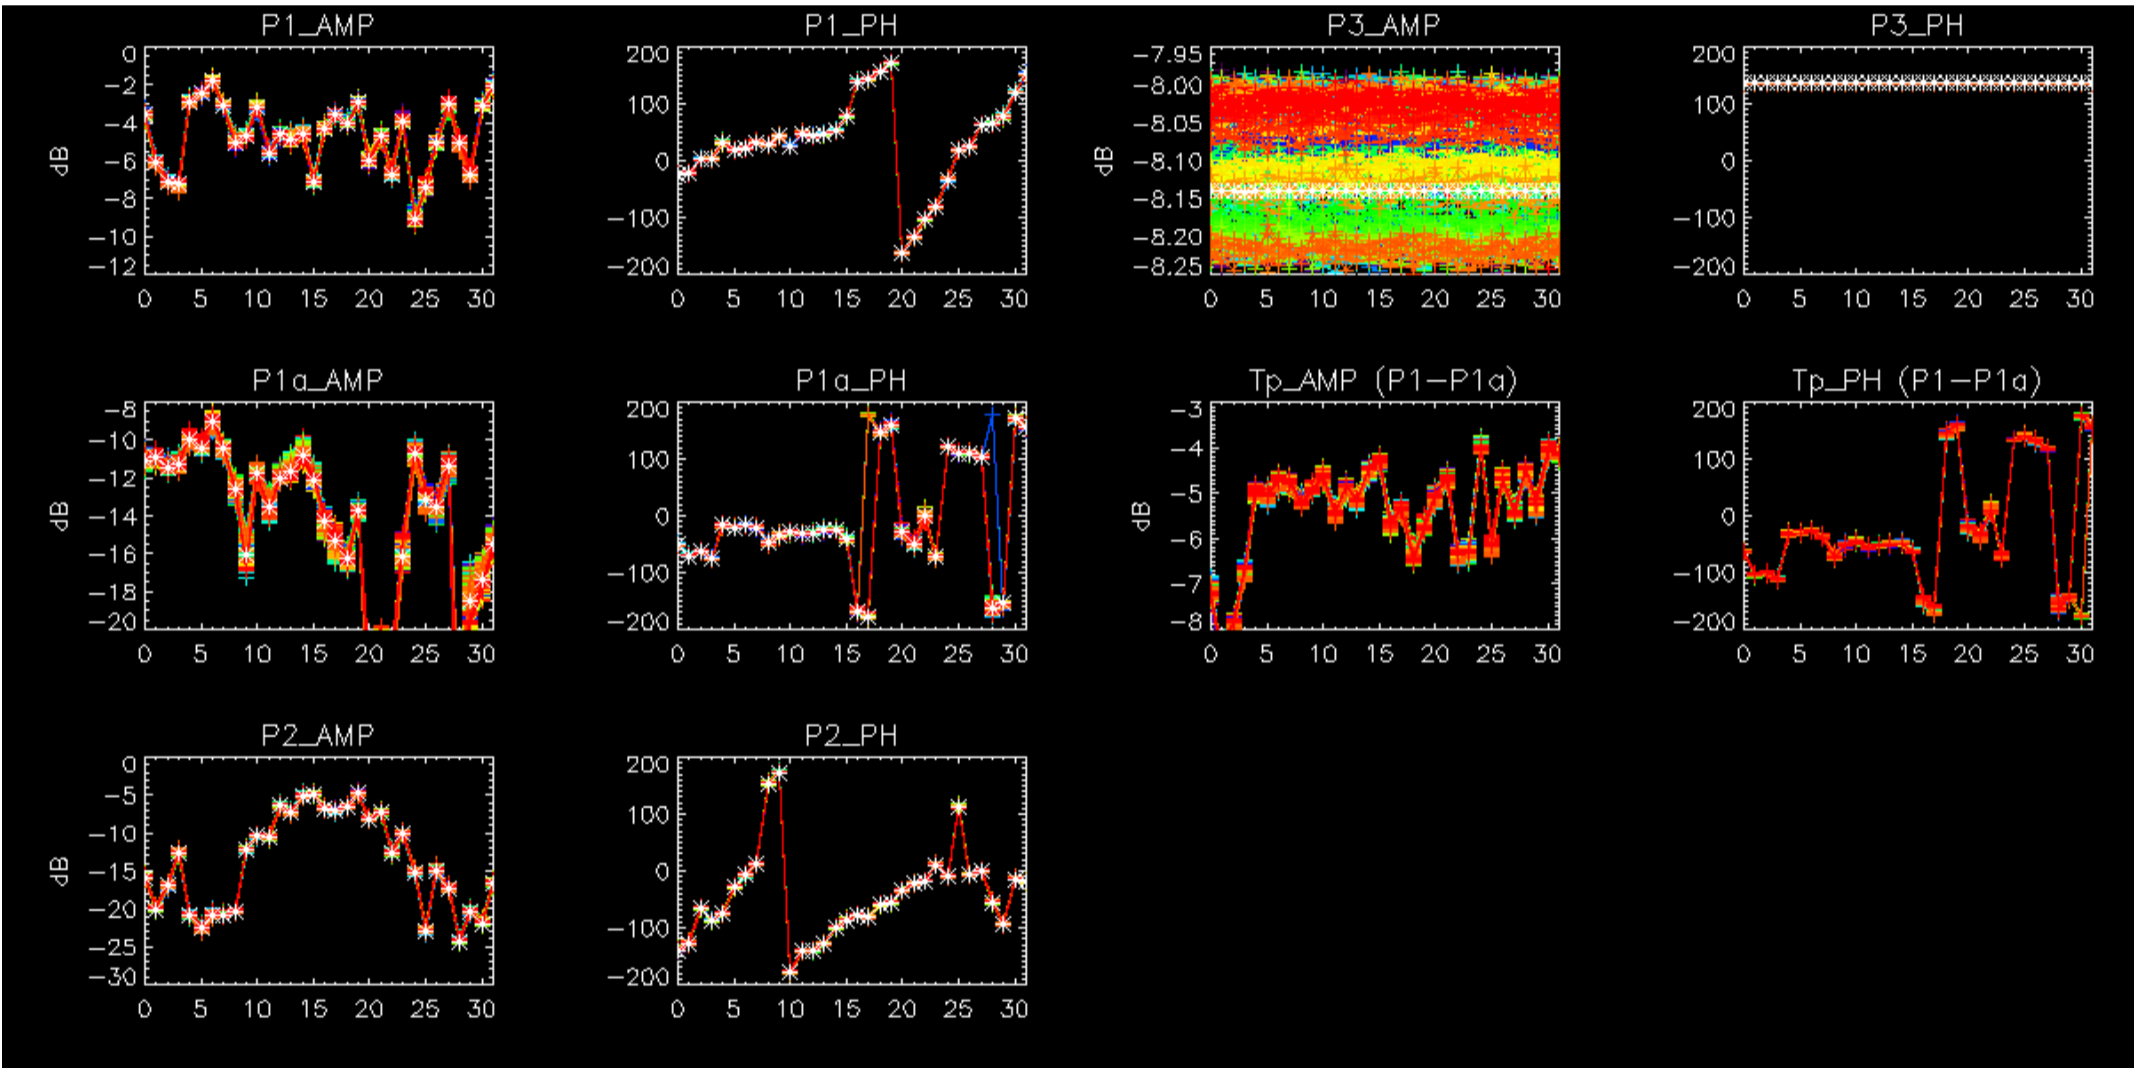 P1_AMP
0
-2
-4
-6
-8
-10
-12
dB
0 5 10 15 20 25 30
P1_PH
200
100
0
-100
-200
0 5 10 15 20 25 30
P3_AMP
-7.95
-8.00
-8.05
-8.10
-8.15
-8.20
-8.25
dB
0 5 10 15 20 25 30
P3_PH
200
100
0
-100
-200
0 5 10 15 20 25 30
P1a_AMP
-8
-10
-12
-14
-16
-18
-20
dB
0 5 10 15 20 25 30
P1a_PH
200
100
0
-100
-200
0 5 10 15 20 25 30
Tp_AMP (P1-P1a)
-3
-4
-5
-6
-7
-8
dB
0 5 10 15 20 25 30
Tp_PH (P1-P1a)
200
100
0
-100
-200
0 5 10 15 20 25 30
P2_AMP
0
-5
-10
-15
-20
-25
-30
dB
0 5 10 15 20 25 30
P2_PH
200
100
0
-100
-200
0 5 10 15 20 25 30